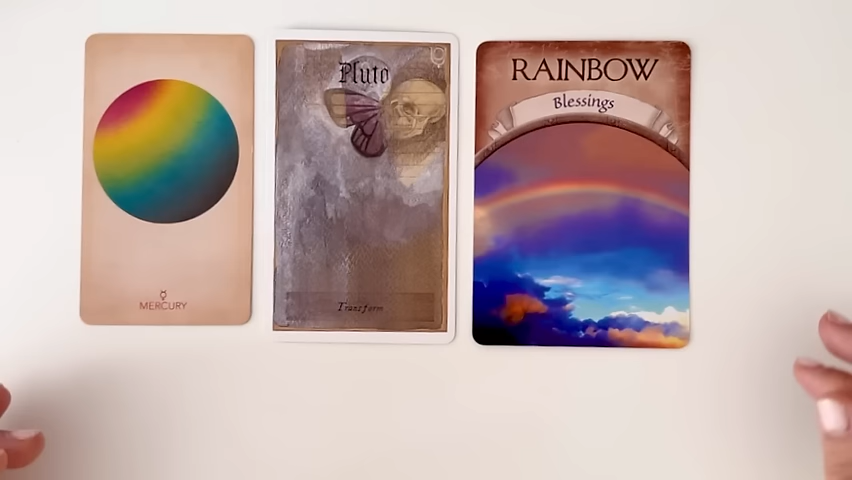 MERCURY
Pluto
Transform
RAINBOW
Blessings